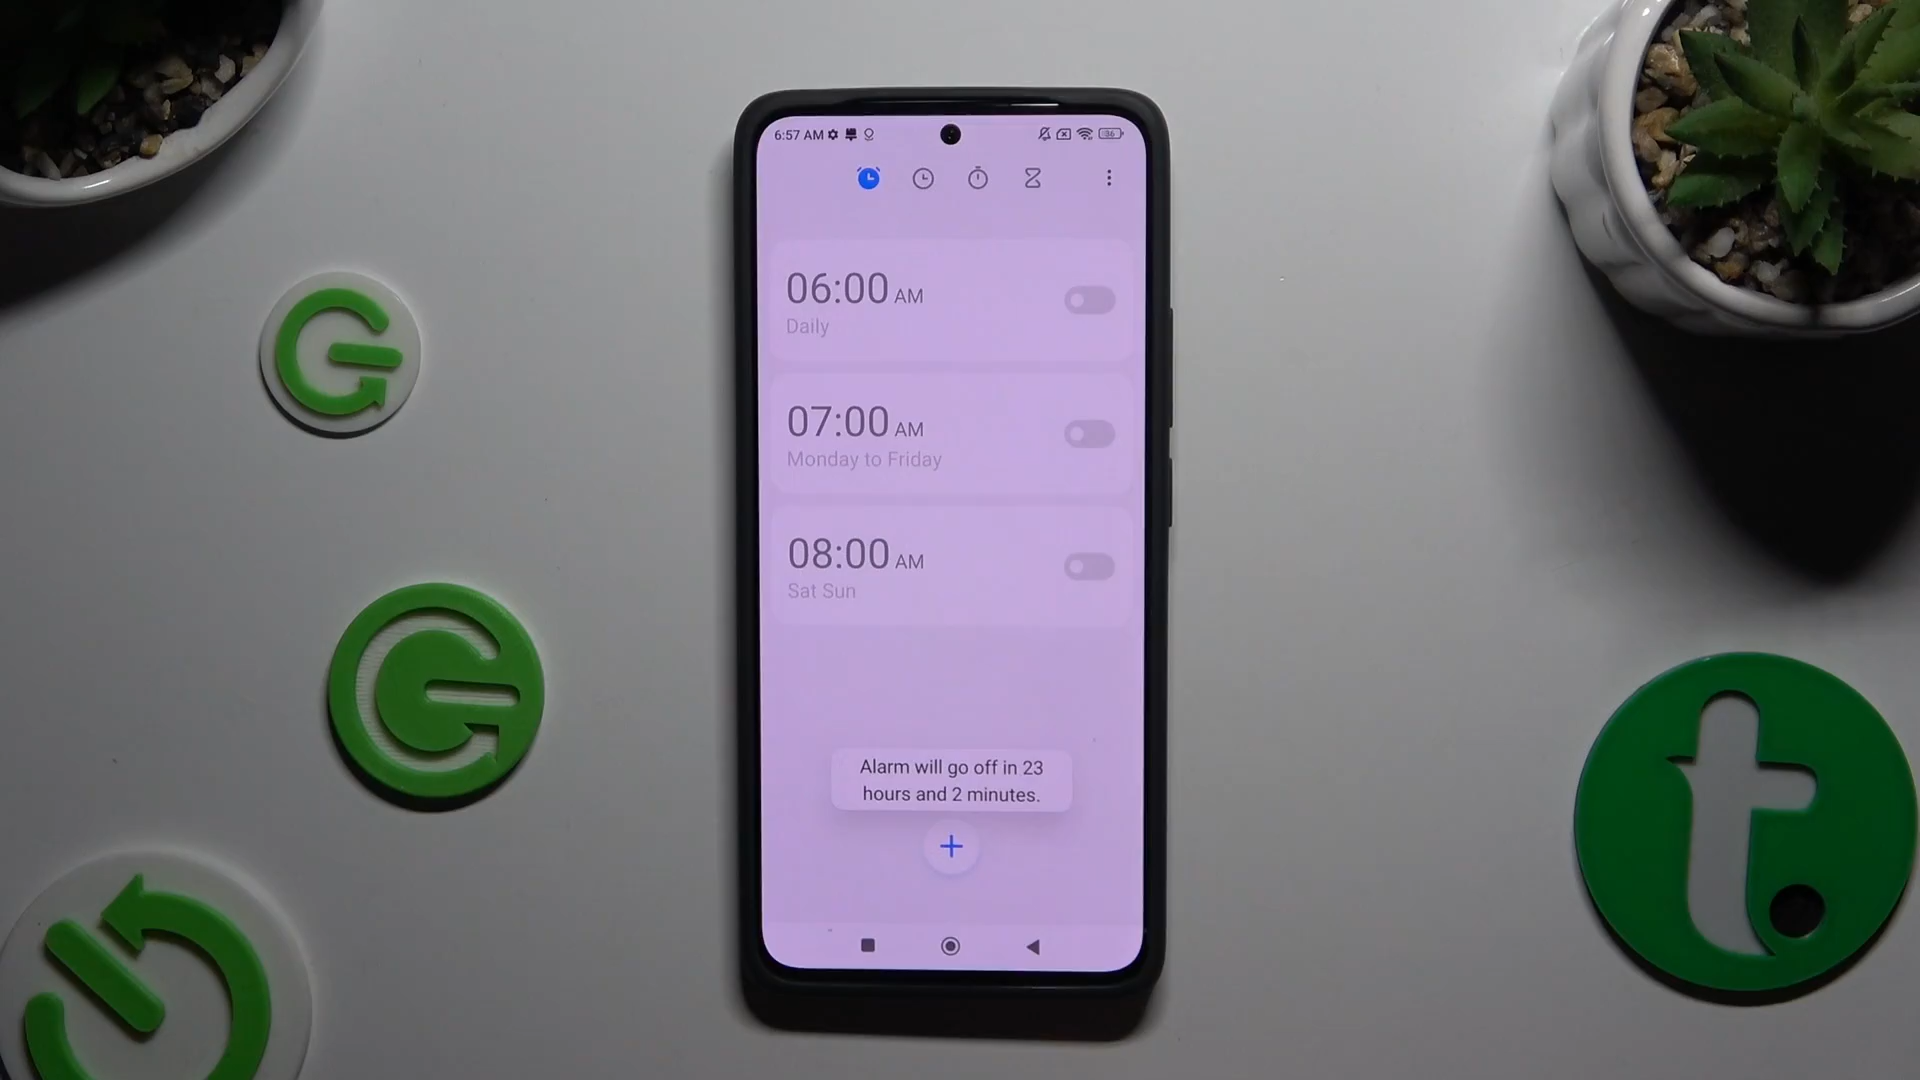 6:57 AM
36
06:00 AM
Daily
07:00 AM
Monday to Friday
08:00 AM
Sat Sun
Alarm will go off in 23
hours and 2 minutes.
t